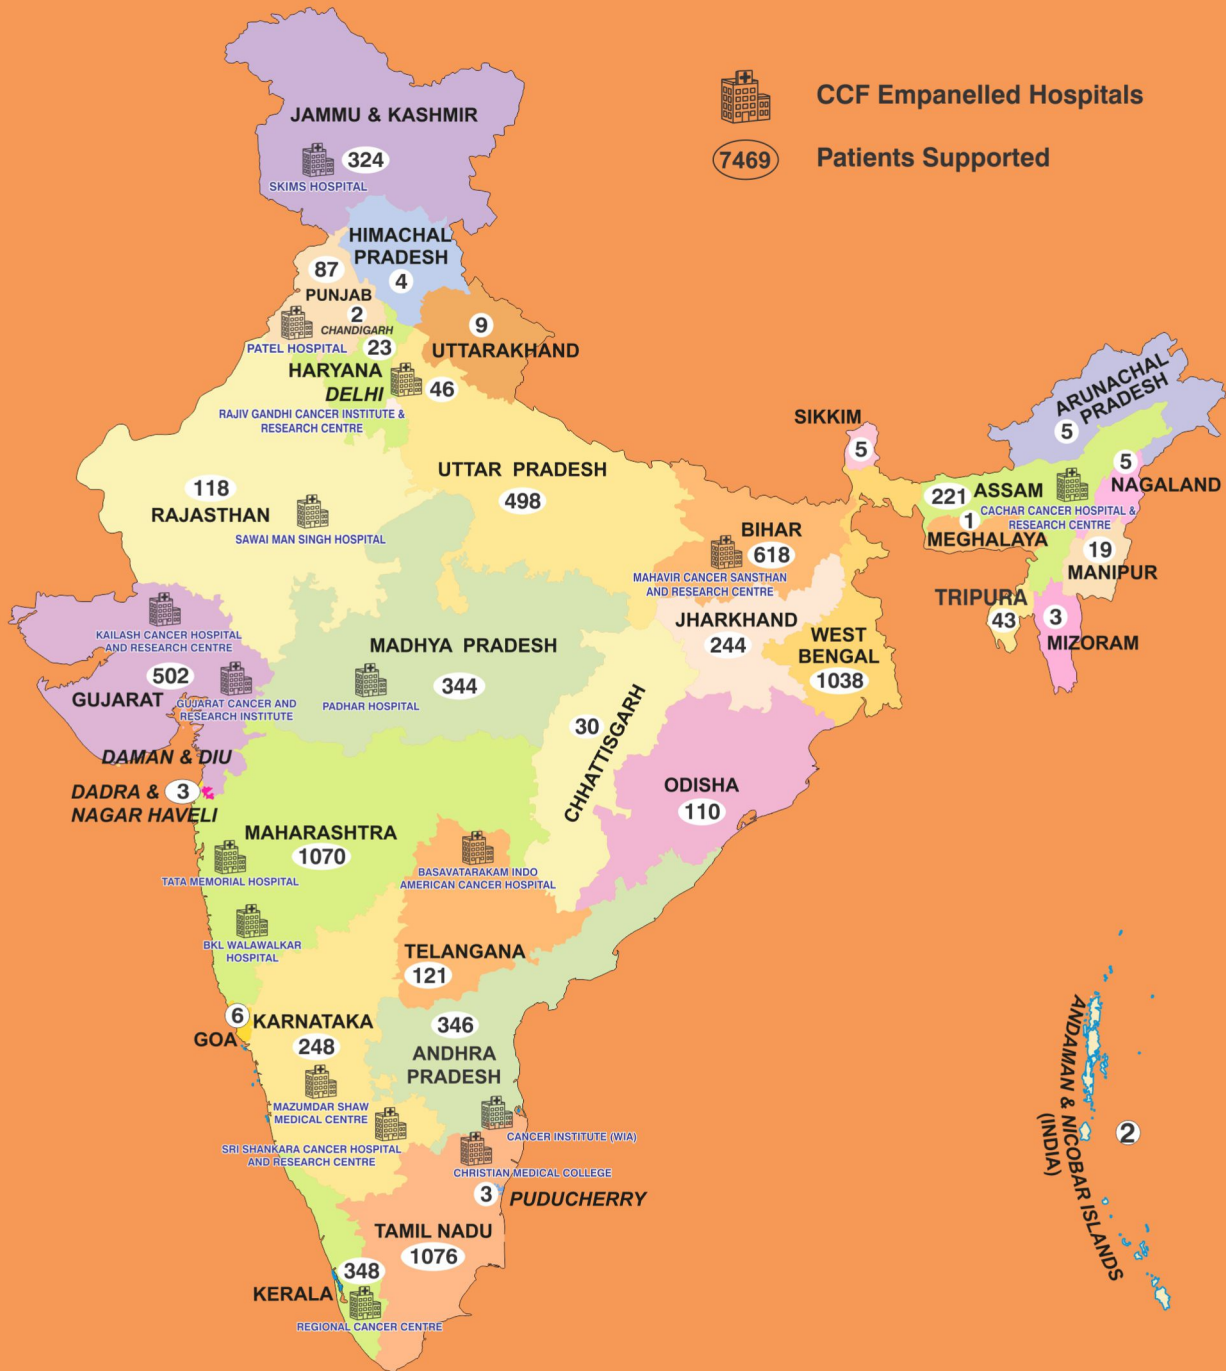 CCF Empanelled Hospitals
7469
Patients Supported
JAMMU & KASHMIR
324
SKIMS HOSPITAL
HIMACHAL
PRADESH
4
87
PUNJAB
2
CHANDIGARH
PATEL HOSPITAL
23
HARYANA
DELHI
46
RAJIV GANDHI CANCER INSTITUTE &
RESEARCH CENTRE
9
UTTARAKHAND
ARUNACHAL
PRADESH
5
SIKKIM
5
UTTAR PRADESH
498
118
RAJASTHAN
SAWAI MAN SINGH HOSPITAL
5
NAGALAND
221
ASSAM
CACHAR CANCER HOSPITAL &
RESEARCH CENTRE
1
MEGHALAYA
19
MANIPUR
BIHAR
618
MAHAVIR CANCER SANSTHAN
AND RESEARCH CENTRE
TRIPURA
43
3
MIZORAM
JHARKHAND
244
WEST
BENGAL
1038
KAILASH CANCER HOSPITAL
AND RESEARCH CENTRE
502
GUJARAT
GUJARAT CANCER AND
RESEARCH INSTITUTE
MADHYA PRADESH
344
PADHAR HOSPITAL
30
CHHATTISGARH
DAMAN & DIU
DADRA &
NAGAR HAVELI
3
ODISHA
110
MAHARASHTRA
1070
TATA MEMORIAL HOSPITAL
BASAVATARAKAM INDO
AMERICAN CANCER HOSPITAL
BKL WALAWALKAR
HOSPITAL
TELANGANA
121
6
GOA
KARNATAKA
248
346
ANDHRA
PRADESH
MAZUMDAR SHAW
MEDICAL CENTRE
SRI SHANKARA CANCER HOSPITAL
AND RESEARCH CENTRE
CANCER INSTITUTE (WIA)
CHRISTIAN MEDICAL COLLEGE
3
PUDUCHERRY
TAMIL NADU
1076
348
KERALA
REGIONAL CANCER CENTRE
ANDAMAN & NICOBAR ISLANDS
(INDIA)
2